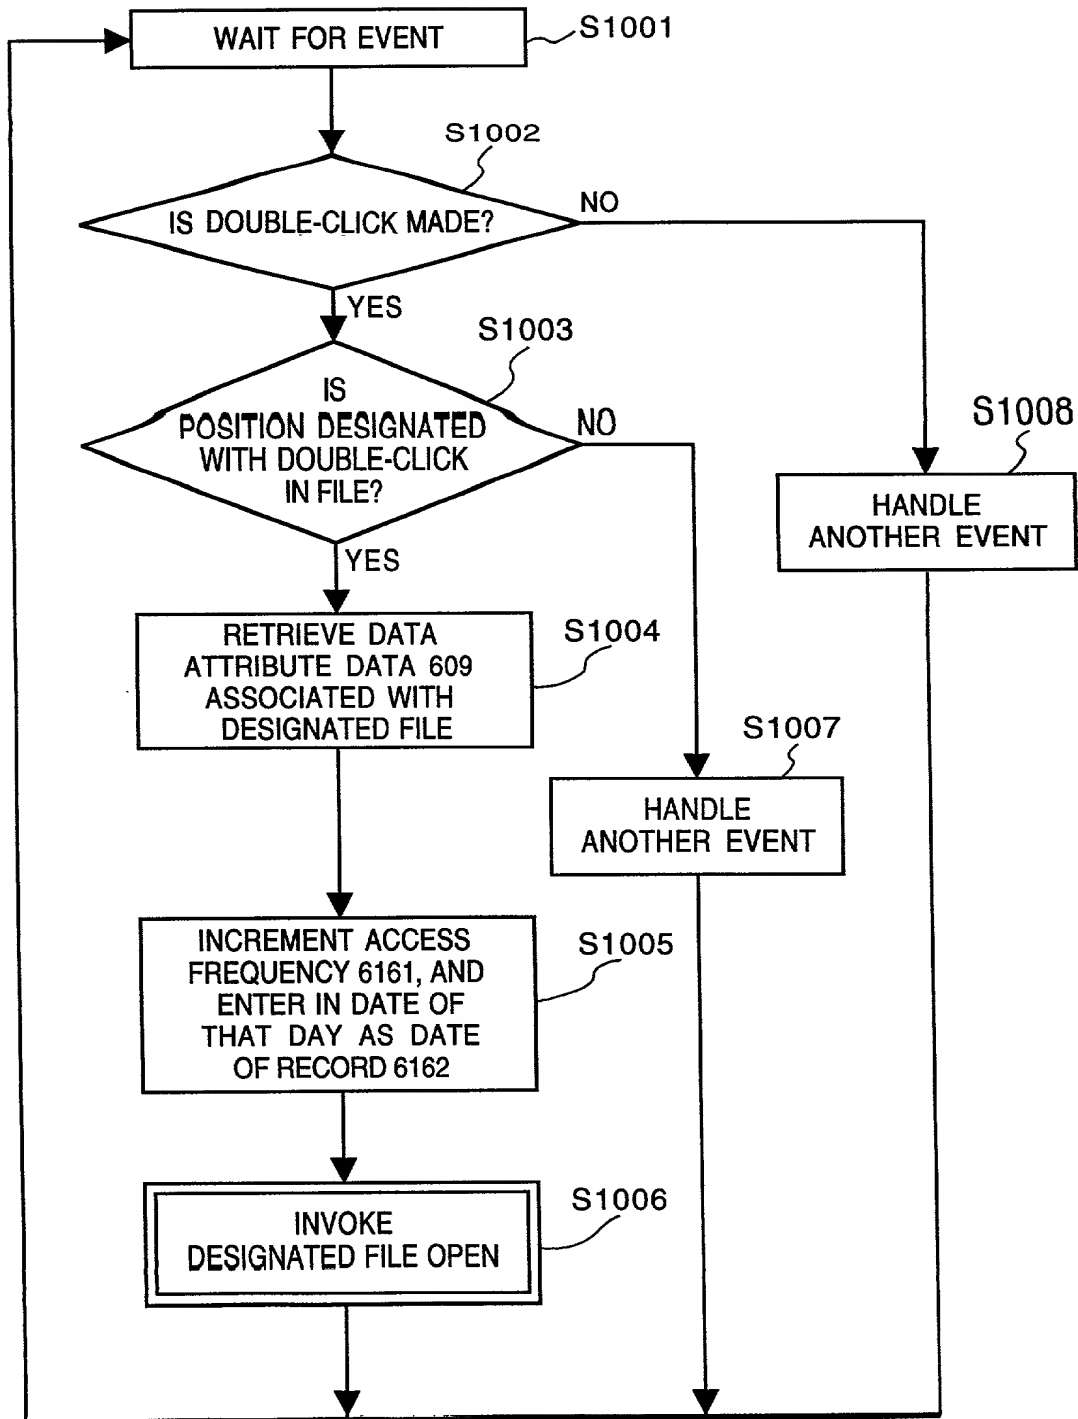 WAIT FOR EVENT
S1001
S1002
IS DOUBLE-CLICK MADE?
NO
YES
S1003
IS
POSITION DESIGNATED
WITH DOUBLE-CLICK
IN FILE?
NO
YES
S1008
HANDLE
ANOTHER EVENT
RETRIEVE DATA
ATTRIBUTE DATA 609
ASSOCIATED WITH
DESIGNATED FILE
S1004
S1007
HANDLE
ANOTHER EVENT
INCREMENT ACCESS
FREQUENCY 6161, AND
ENTER IN DATE OF
THAT DAY AS DATE
OF RECORD 6162
S1005
INVOKE
DESIGNATED FILE OPEN
S1006